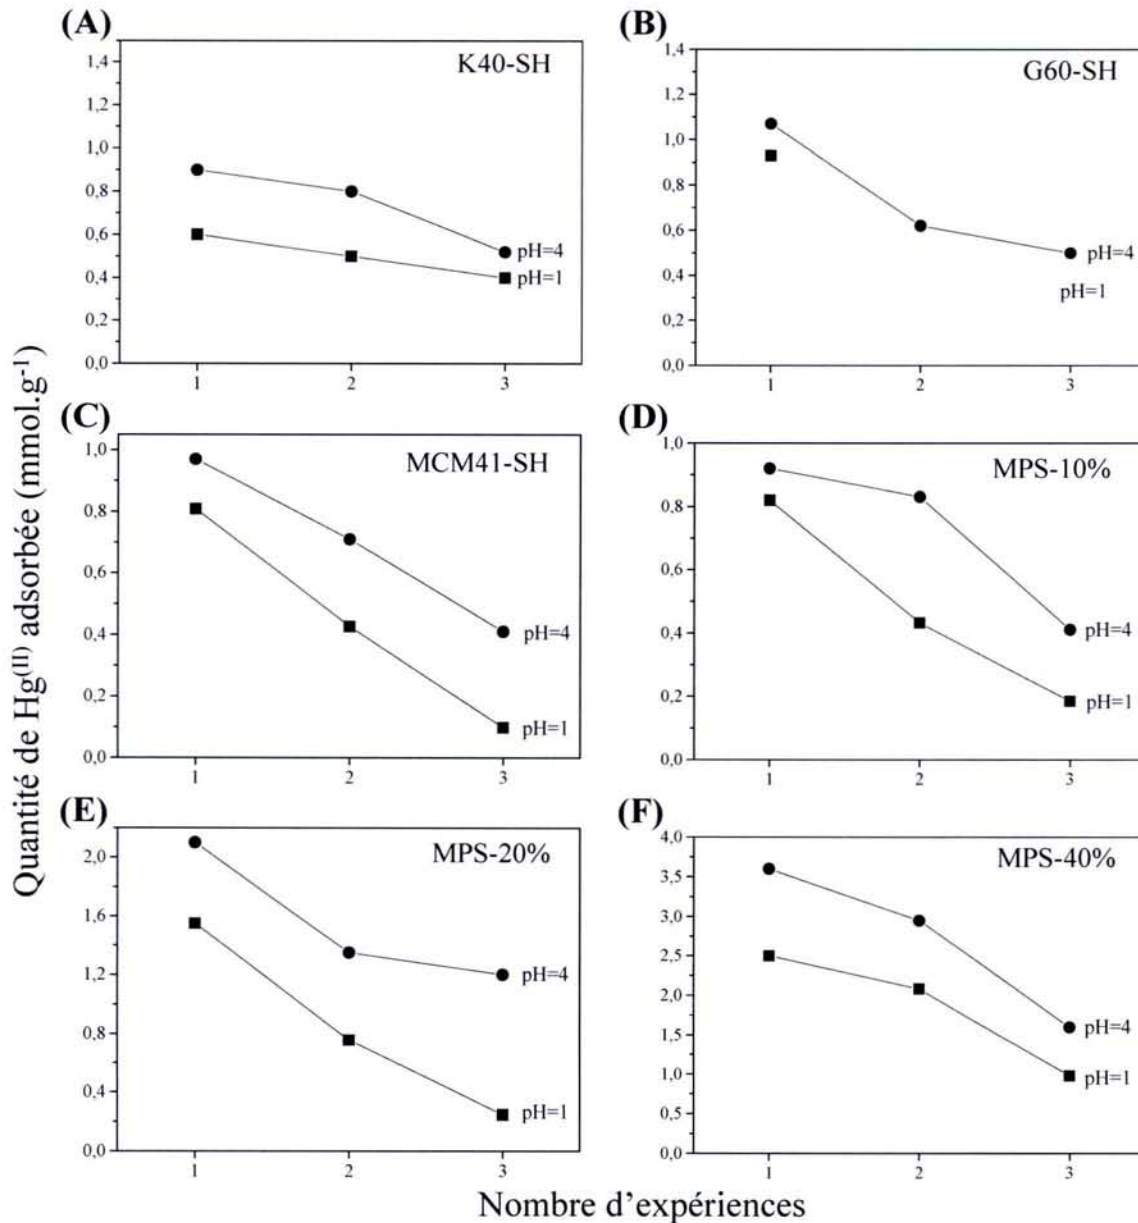 (A)
K40-SH
1,4
1,2
1,0
0,8
0,6
0,4
0,2
0,0
pH=4
pH=1
1 2 3
(B)
G60-SH
1,4
1,2
1,0
0,8
0,6
0,4
0,2
0,0
pH=4
pH=1
1 2 3
(C)
MCM41-SH
1,0
0,8
0,6
0,4
0,2
0,0
pH=4
pH=1
1 2 3
(D)
MPS-10%
1,0
0,8
0,6
0,4
0,2
0,0
pH=4
pH=1
1 2 3
(E)
MPS-20%
2,0
1,6
1,2
0,8
0,4
0,0
pH=4
pH=1
1 2 3
(F)
MPS-40%
4,0
3,5
3,0
2,5
2,0
1,5
1,0
0,5
0,0
pH=4
pH=1
1 2 3
Quantité de Hg(II) adsorbée (mmol.g-1)
Nombre d'expériences